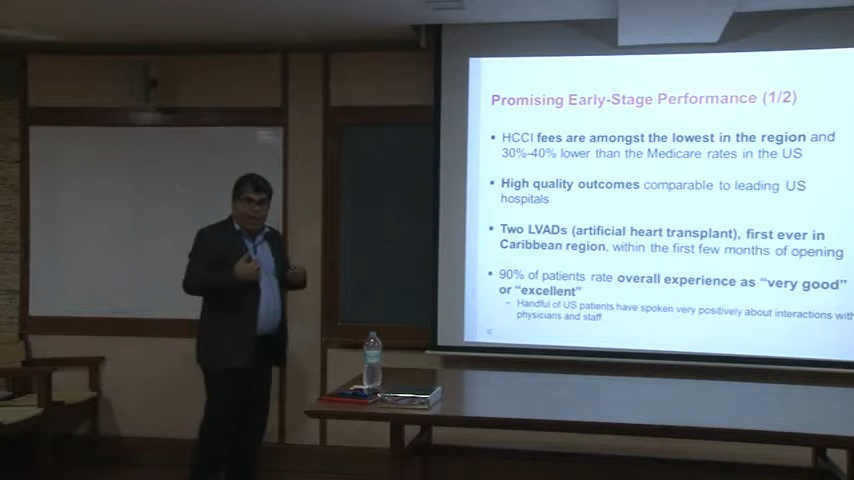 Promising Early-Stage Performance (1/2)
▪ HCCI fees are amongst the lowest in the region and
30%-40% lower than the Medicare rates in the US
▪ High quality outcomes comparable to leading US
hospitals
▪ Two LVADs (artificial heart transplant), first ever in
Caribbean region, within the first few months of opening
▪ 90% of patients rate overall experience as “very good”
or “excellent”
– Handful of US patients have spoken very positively about interactions with
physicians and staff